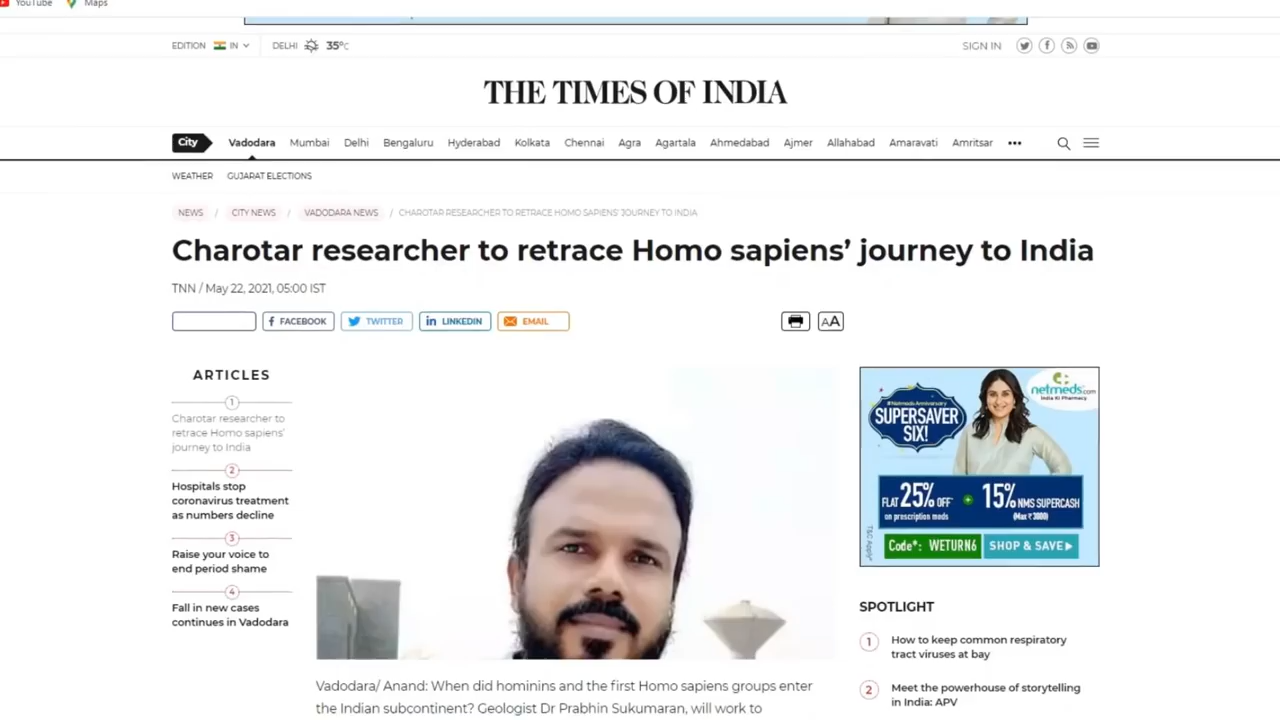 YouTube
Maps
EDITION IN
DELHI 35°C
SIGN IN
THE TIMES OF INDIA
City Vadodara Mumbai Delhi Bengaluru Hyderabad Kolkata Chennai Agra Agartala Ahmedabad Ajmer Allahabad Amaravati Amritsar •••
WEATHER GUJARAT ELECTIONS
NEWS / CITY NEWS / VADODARA NEWS / CHAROTAR RESEARCHER TO RETRACE HOMO SAPIENS' JOURNEY TO INDIA
Charotar researcher to retrace Homo sapiens’ journey to India
TNN / May 22, 2021, 05:00 IST
FACEBOOK TWITTER LINKEDIN EMAIL
AA
ARTICLES
1
Charotar researcher to
retrace Homo sapiens’
journey to India
2
Hospitals stop
coronavirus treatment
as numbers decline
3
Raise your voice to
end period shame
4
Fall in new cases
continues in Vadodara
Vadodara/ Anand: When did hominins and the first Homo sapiens groups enter
the Indian subcontinent? Geologist Dr Prabhin Sukumaran, will work to
netmeds.com
India Ki Pharmacy
#Netmeds Anniversary
SUPERSAVER
SIX!
FLAT 25% OFF*
on prescription meds
+ 15% NMS SUPERCASH
(Max ₹3000)
Code*: WETURN6
SHOP & SAVE
T&C Apply*
SPOTLIGHT
1
How to keep common respiratory
tract viruses at bay
2
Meet the powerhouse of storytelling
in India: APV